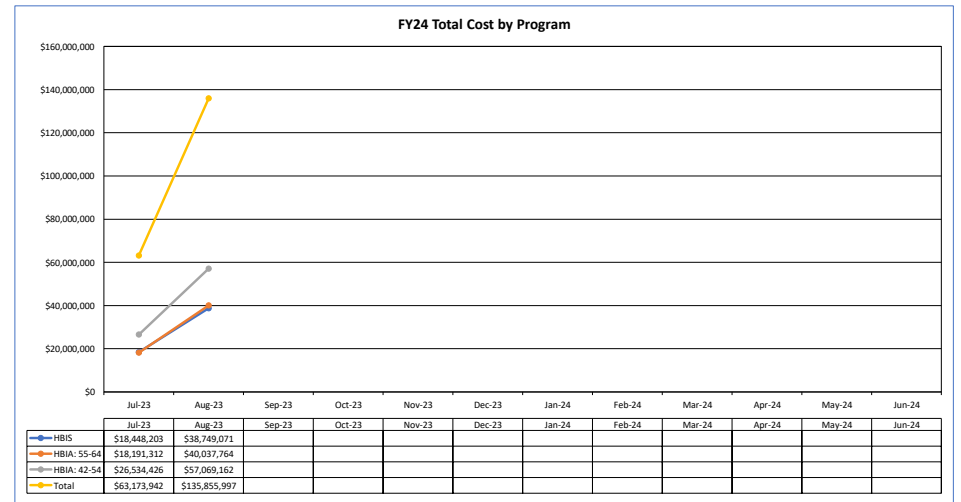 FY24 Total Cost by Program
$160,000,000
$140,000,000
$120,000,000
$100,000,000
$80,000,000
$60,000,000
$40,000,000
$20,000,000
$0
Jul-23 Aug-23 Sep-23 Oct-23 Nov-23 Dec-23 Jan-24 Feb-24 Mar-24 Apr-24 May-24 Jun-24
Jul-23 Aug-23 Sep-23 Oct-23 Nov-23 Dec-23 Jan-24 Feb-24 Mar-24 Apr-24 May-24 Jun-24
HBIS $18,448,203 $38,749,071
HBIA: 55-64 $18,191,312 $40,037,764
HBIA: 42-54 $26,534,426 $57,069,162
Total $63,173,942 $135,855,997